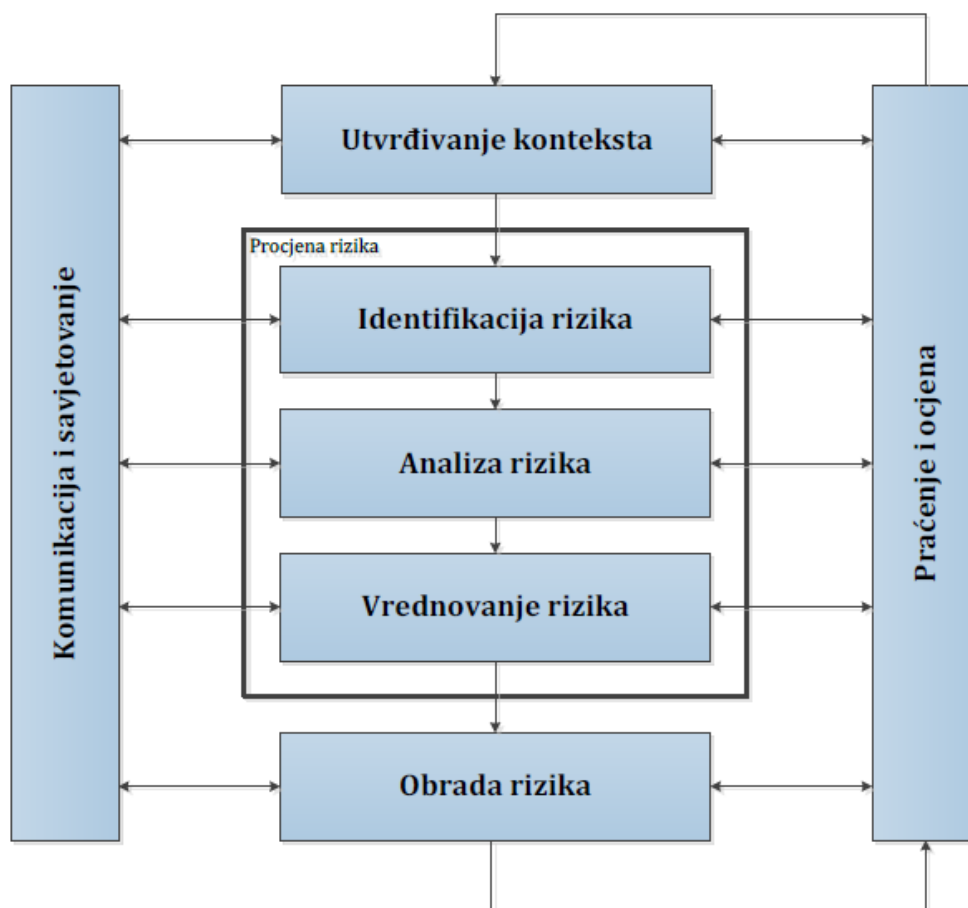 Utvrđivanje konteksta
Procjena rizika
Identifikacija rizika
Analiza rizika
Vrednovanje rizika
Obrada rizika
Komunikacija i savjetovanje
Praćenje i ocjena